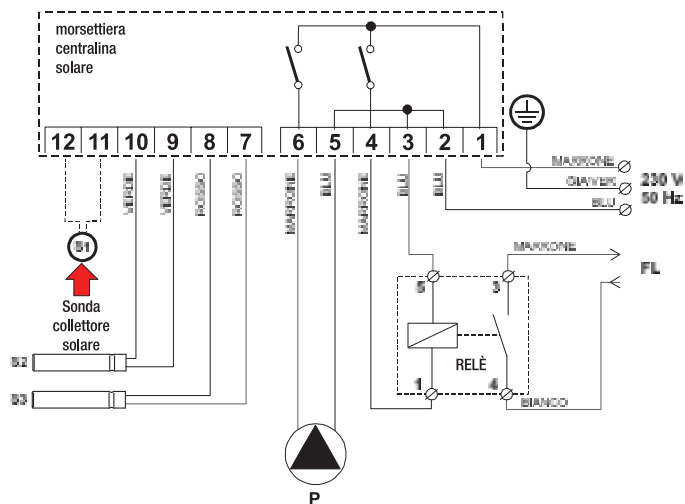 morsettiera
centralina
solare
12 11 10 9 8 7 6 5 4 3 2 1
VERDE
VERDE
ROSSO
ROSSO
MARRONE
BLU
MARRONE
BLU
BLU
MARRONE
GIA/VER
BLU
230 V
50 Hz
S1
Sonda
collettore
solare
S2
S3
MARRONE
FL
5 3
RELÈ
1 4
BIANCO
P